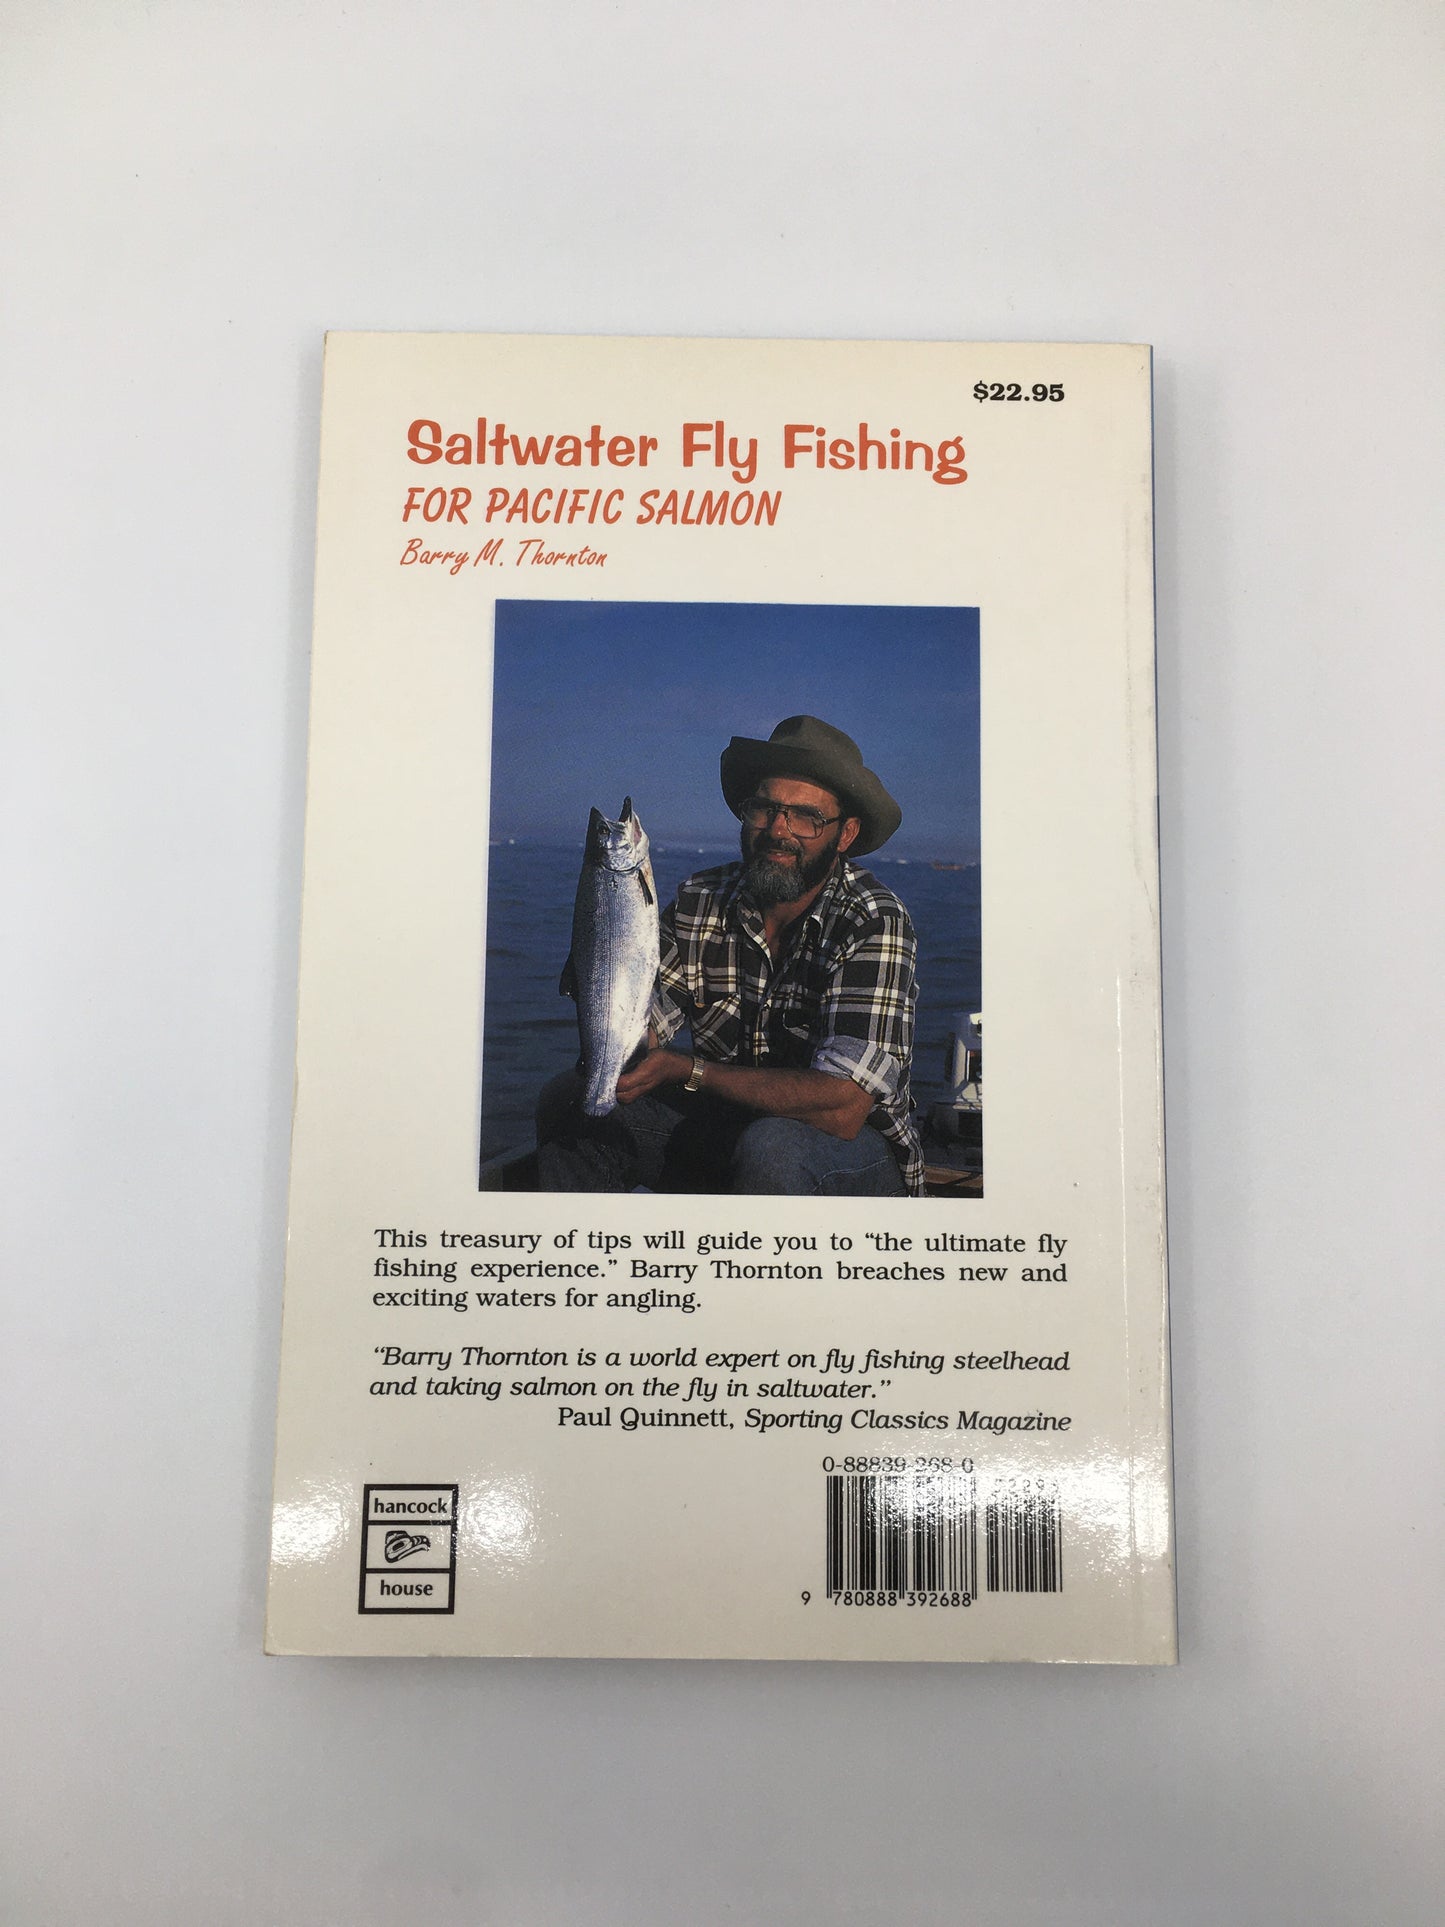 $22.95
Saltwater Fly Fishing
FOR PACIFIC SALMON
Barry M. Thornton
This treasury of tips will guide you to “the ultimate fly
fishing experience.” Barry Thornton breaches new and
exciting waters for angling.
“Barry Thornton is a world expert on fly fishing steelhead
and taking salmon on the fly in saltwater.”
Paul Quinnett, Sporting Classics Magazine
0-88839-268-0
hancock
house
9 780888 392688